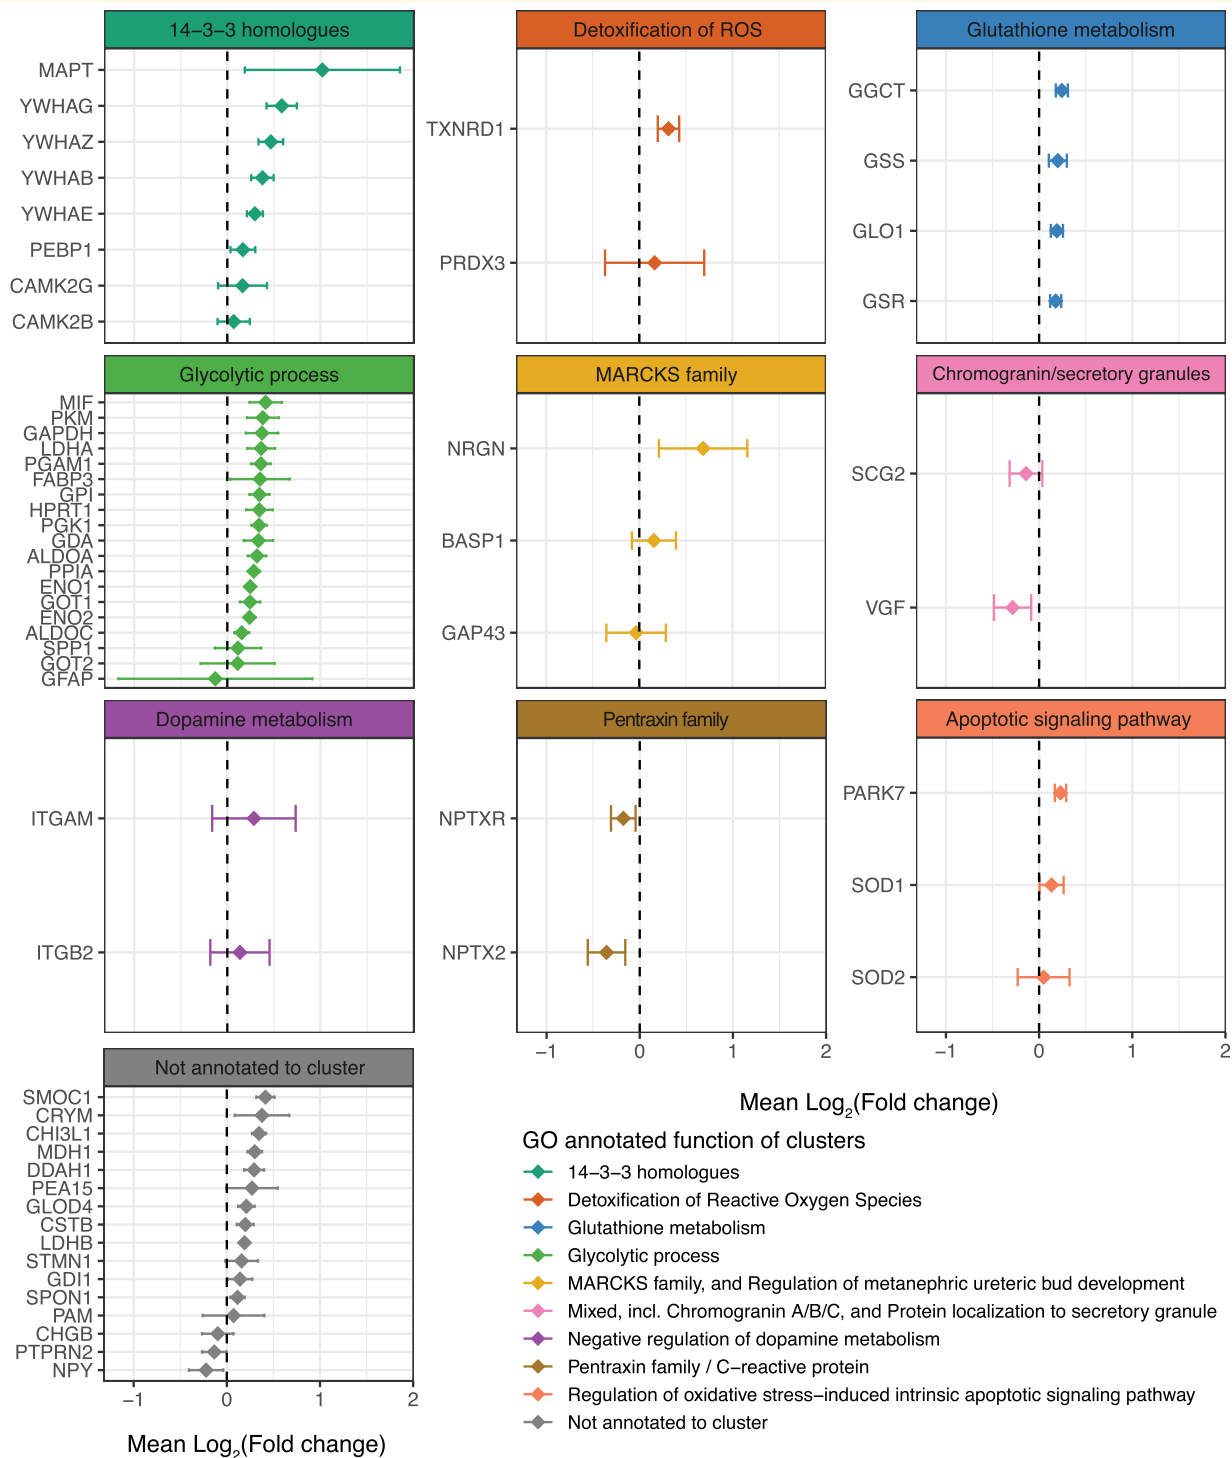 14−3−3 homologues
MAPT
YWHAG
YWHAZ
YWHAB
YWHAE
PEBP1
CAMK2G
CAMK2B
Detoxification of ROS
TXNRD1
PRDX3
Glutathione metabolism
GGCT
GSS
GLO1
GSR
Glycolytic process
MIF
PKM
GAPDH
LDHA
PGAM1
FABP3
GPI
HPRT1
PGK1
GDA
ALDOA
PPIA
ENO1
GOT1
ENO2
ALDOC
SPP1
GOT2
GFAP
MARCKS family
NRGN
BASP1
GAP43
Chromogranin/secretory granules
SCG2
VGF
Dopamine metabolism
ITGAM
ITGB2
Pentraxin family
NPTXR
NPTX2
−1 0 1 2
Apoptotic signaling pathway
PARK7
SOD1
SOD2
−1 0 1 2
Mean Log2(Fold change)
Not annotated to cluster
SMOC1
CRYM
CHI3L1
MDH1
DDAH1
PEA15
GLOD4
CSTB
LDHB
STMN1
GDI1
SPON1
PAM
CHGB
PTPRN2
NPY
−1 0 1 2
Mean Log2(Fold change)
GO annotated function of clusters
14−3−3 homologues
Detoxification of Reactive Oxygen Species
Glutathione metabolism
Glycolytic process
MARCKS family, and Regulation of metanephric ureteric bud development
Mixed, incl. Chromogranin A/B/C, and Protein localization to secretory granule
Negative regulation of dopamine metabolism
Pentraxin family / C−reactive protein
Regulation of oxidative stress−induced intrinsic apoptotic signaling pathway
Not annotated to cluster